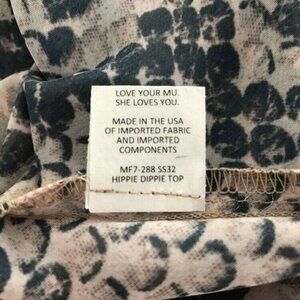 LOVE YOUR MU.
SHE LOVES YOU.
MADE IN THE USA
OF IMPORTED FABRIC
AND IMPORTED
COMPONENTS
MF7-288 SS32
HIPPIE DIPPIE TOP